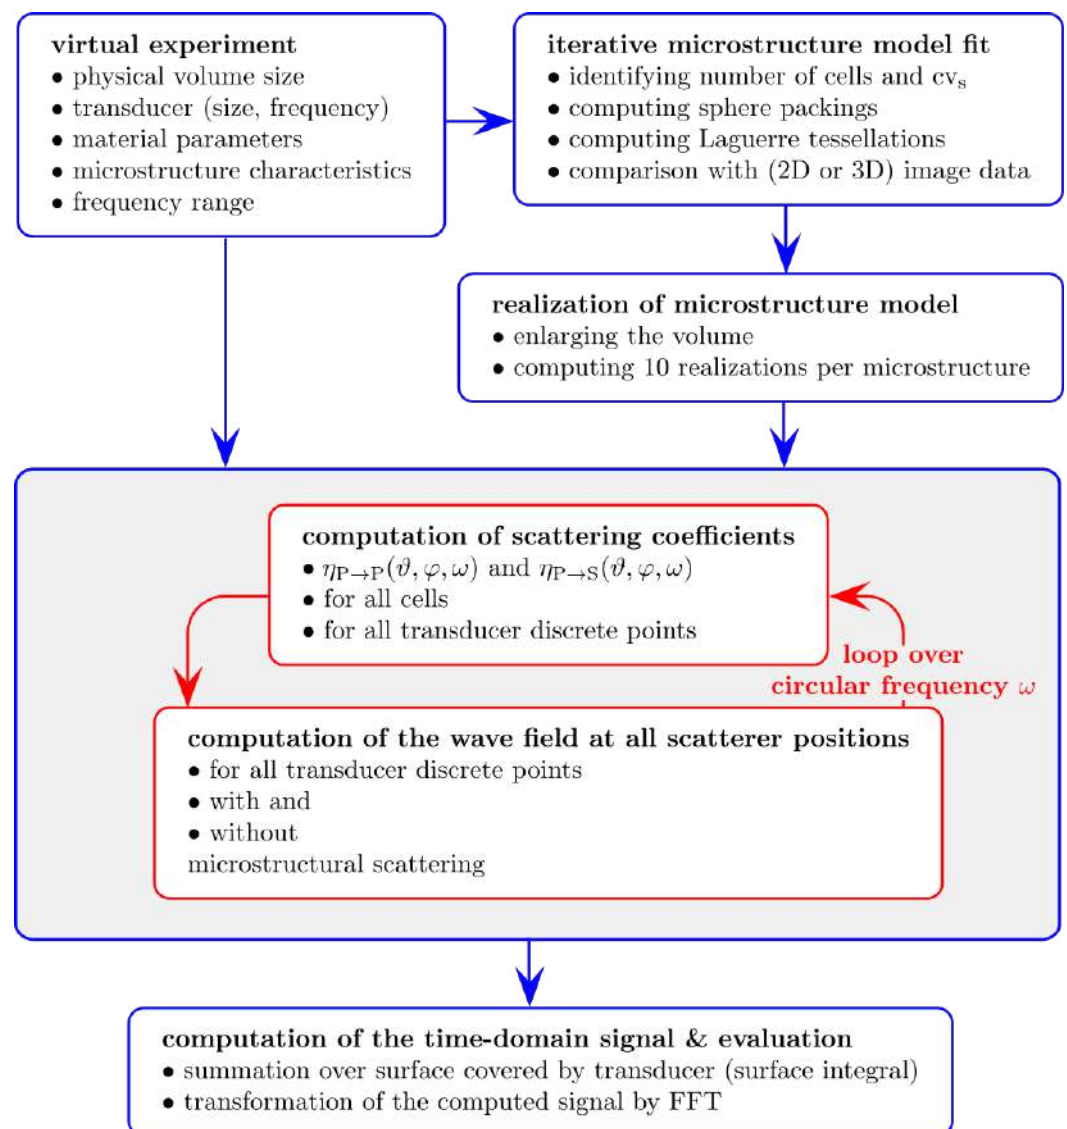 virtual experiment
• physical volume size
• transducer (size, frequency)
• material parameters
• microstructure characteristics
• frequency range
iterative microstructure model fit
• identifying number of cells and cvₛ
• computing sphere packings
• computing Laguerre tessellations
• comparison with (2D or 3D) image data
realization of microstructure model
• enlarging the volume
• computing 10 realizations per microstructure
computation of scattering coefficients
• η_{P→P}(ϑ, φ, ω) and η_{P→S}(ϑ, φ, ω)
• for all cells
• for all transducer discrete points
loop over
circular frequency ω
computation of the wave field at all scatterer positions
• for all transducer discrete points
• with and
• without
microstructural scattering
computation of the time-domain signal & evaluation
• summation over surface covered by transducer (surface integral)
• transformation of the computed signal by FFT